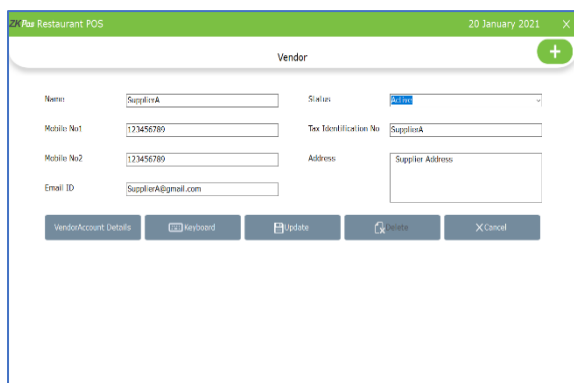 ZKPos Restaurant POS 20 January 2021 X
Vendor +
Name SupplierA Status Active
Mobile No1 123456789 Tax Identification No SupplierA
Mobile No2 123456789 Address Supplier Address
Email ID SupplierA@gmail.com
VendorAccount Details Keyboard Update Delete X Cancel